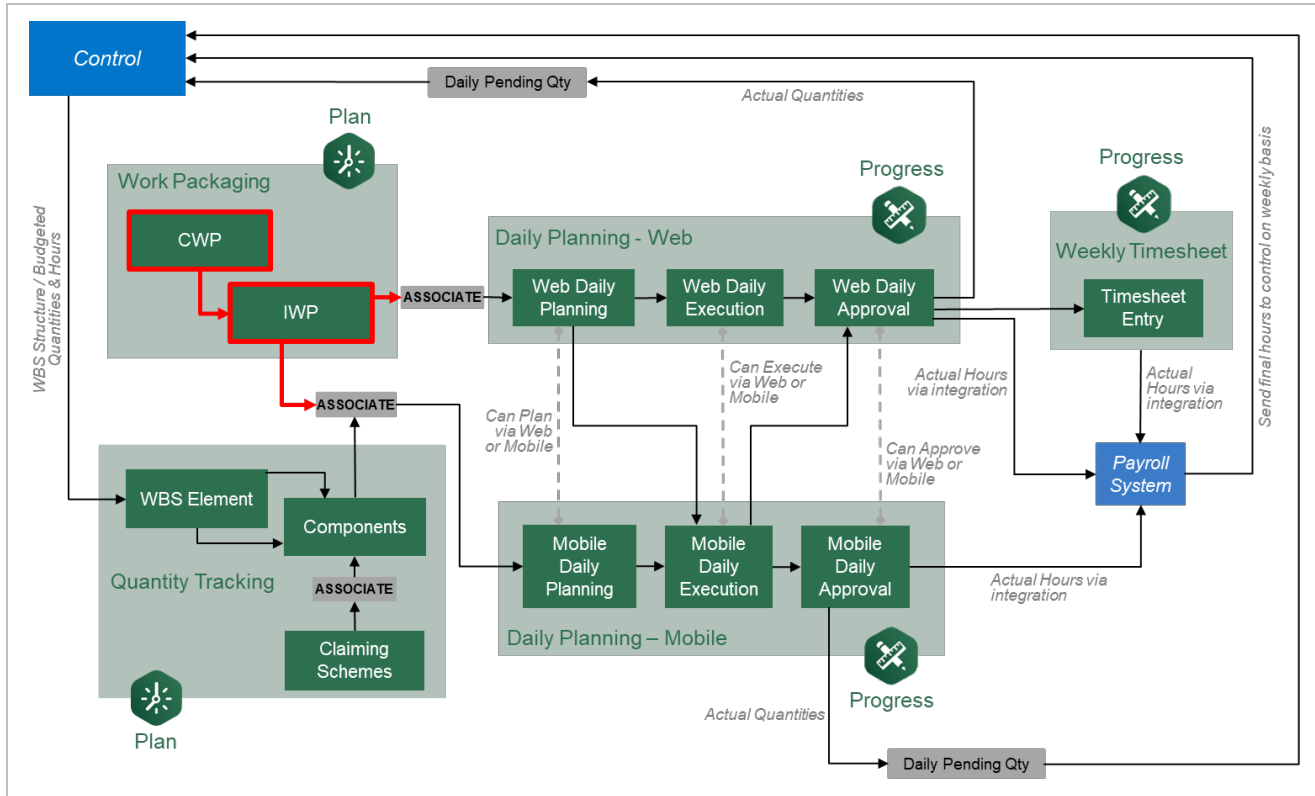 Control
Daily Pending Qty
Actual Quantities
Plan
Work Packaging
CWP
IWP
ASSOCIATE
Progress
Daily Planning - Web
Web Daily
Planning
Web Daily
Execution
Web Daily
Approval
Progress
Weekly Timesheet
Timesheet
Entry
Send final hours to control on weekly basis
WBS Structure / Budgeted
Quantities & Hours
ASSOCIATE
Can Plan
via Web
or Mobile
Can Execute
via Web or
Mobile
Can Approve
via Web or
Mobile
Actual Hours
via integration
Actual
Hours via
integration
Payroll
System
WBS Element
Components
Quantity Tracking
ASSOCIATE
Claiming
Schemes
Plan
Mobile
Daily
Planning
Mobile
Daily
Execution
Mobile
Daily
Approval
Actual Hours via
integration
Daily Planning – Mobile
Progress
Actual Quantities
Daily Pending Qty